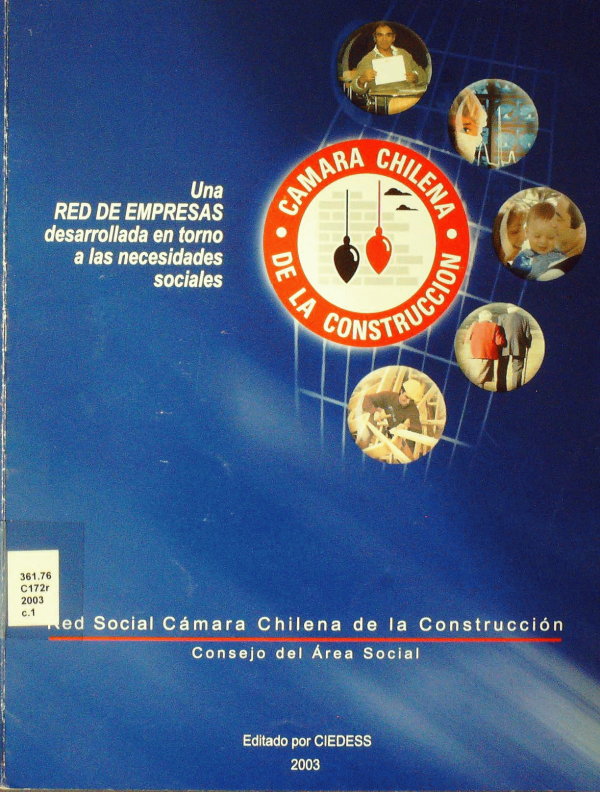 Una
RED DE EMPRESAS
desarrollada en torno
a las necesidades
sociales
CAMARA CHILENA
DE LA CONSTRUCCION
361.76
C172r
2003
c.1
Red Social Cámara Chilena de la Construcción
Consejo del Área Social
Editado por CIEDESS
2003